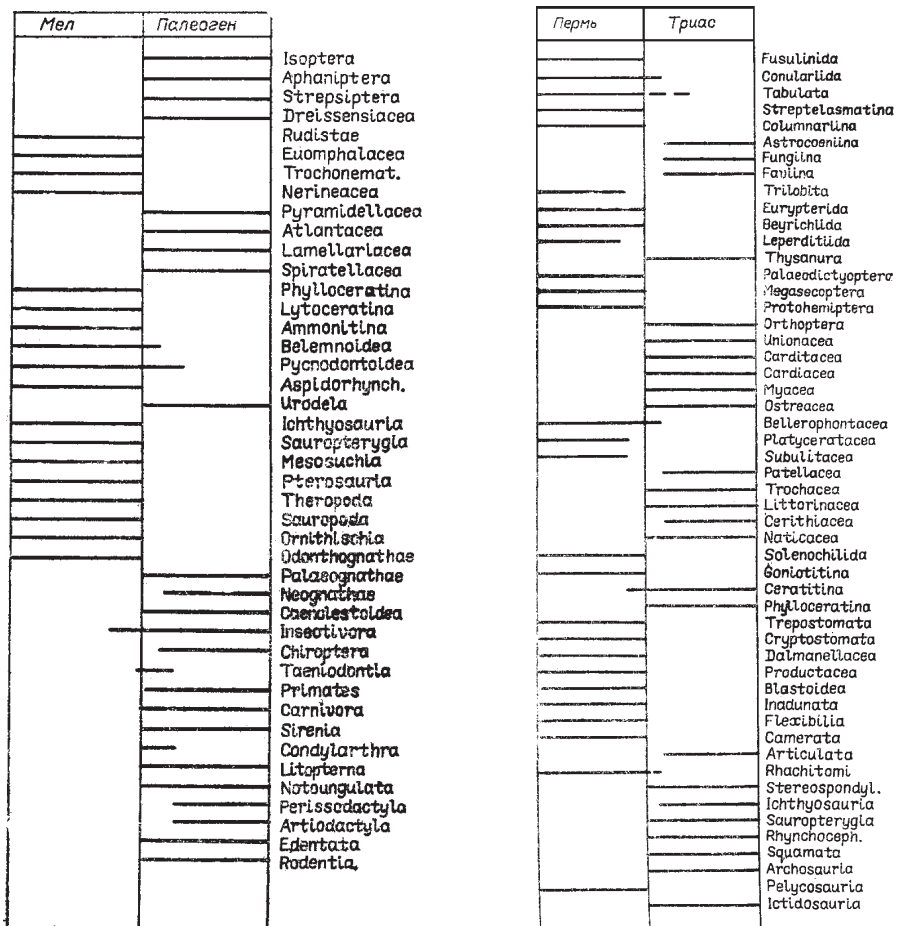 Мел Палеоген
Isoptera
Aphaniptera
Strepsiptera
Dreissensiacea
Rudistae
Euomphalacea
Trochonemat.
Nerineacea
Pyramidellacea
Atlantacea
Lamellariacea
Spiratellacea
Phylloceratina
Lytoceratina
Ammonitina
Belemnoidea
Pycnodontoidea
Aspidorhynch.
Urodela
Ichthyosauria
Sauropterygia
Mesosuchia
Pterosauria
Theropoda
Sauropoda
Ornithischia
Odonthognathae
Palaeognathae
Neognathae
Caenolestoidea
Insectivora
Chiroptera
Taeniodontia
Primates
Carnivora
Sirenia
Condylarthra
Litopterna
Notoungulata
Perissodactyla
Artiodactyla
Edentata
Rodentia.
Пермь Триас
Fusulinida
Conulariida
Tabulata
Streptelasmatina
Columnariina
Astrocoeniina
Fungiina
Faviina
Trilobita
Eurypterida
Beyrichiida
Leperditiida
Thysanura
Palaeodictyoptera
Megasecoptera
Protohemiptera
Orthoptera
Unionacea
Carditacea
Cardiacea
Myacea
Ostreacea
Bellerophontacea
Platyceratacea
Subulitacea
Patellacea
Trochacea
Littorinacea
Cerithiacea
Naticacea
Solenochilida
Goniotitina
Ceratitina
Phylloceratina
Trepostomata
Cryptostomata
Dalmanellacea
Productacea
Blastoidea
Inadunata
Flexibilia
Camerata
Articulata
Rhachitomi
Stereospondyl.
Ichthyosauria
Sauropterygia
Rhynchoceph.
Squamata
Archosauria
Pelycosauria
Ictidosauria